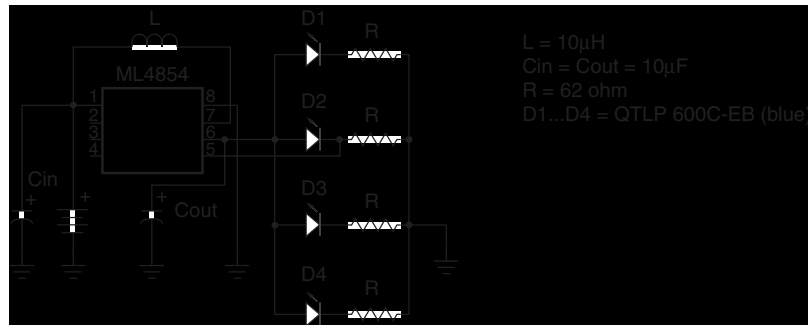 L
D1
R
ML4854
1
2
3
4
8
7
6
5
D2
R
Cin
+
+
+
Cout
D3
R
D4
R
L = 10μH
Cin = Cout = 10μF
R = 62 ohm
D1...D4 = QTLP 600C-EB (blue)